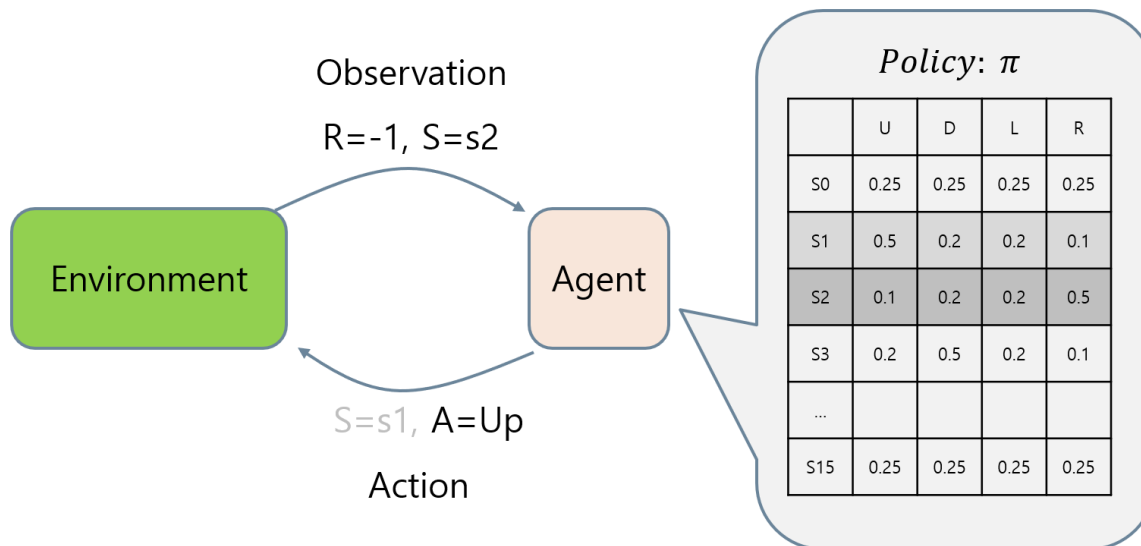 Observation
R=-1, S=s2
Environment
Agent
S=s1, A=Up
Action
Policy: π
U D L R
S0 0.25 0.25 0.25 0.25
S1 0.5 0.2 0.2 0.1
S2 0.1 0.2 0.2 0.5
S3 0.2 0.5 0.2 0.1
...
S15 0.25 0.25 0.25 0.25